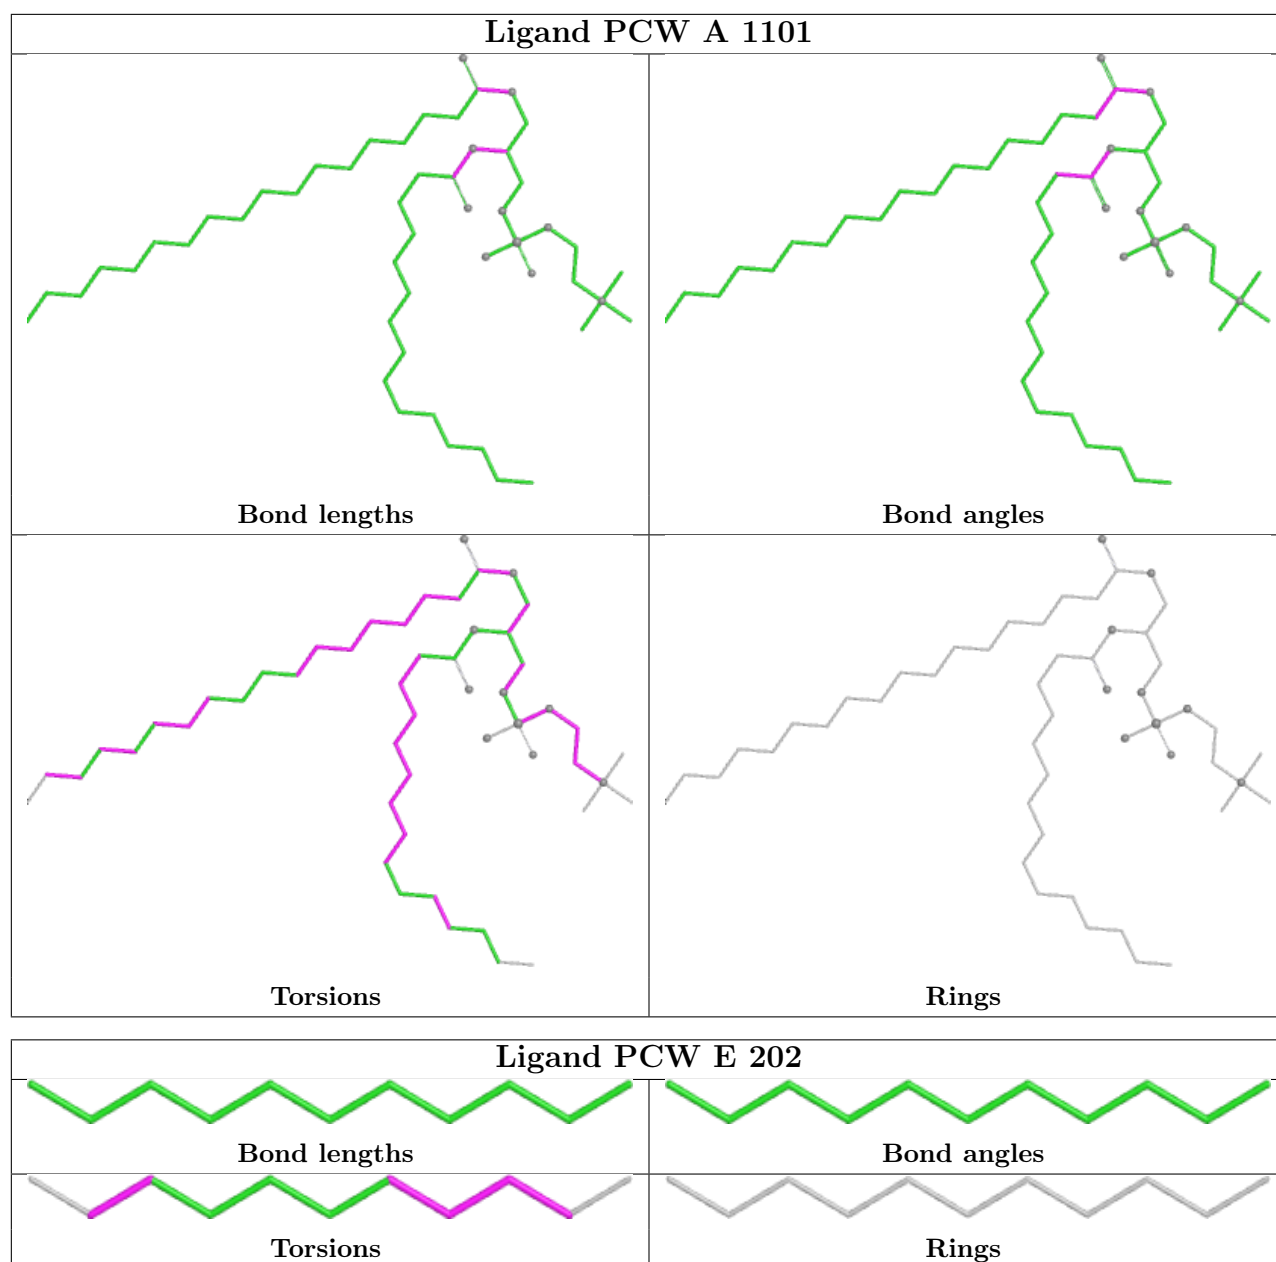 Ligand PCW A 1101
Bond lengths
Bond angles
Torsions
Rings
Ligand PCW E 202
Bond lengths
Bond angles
Torsions
Rings